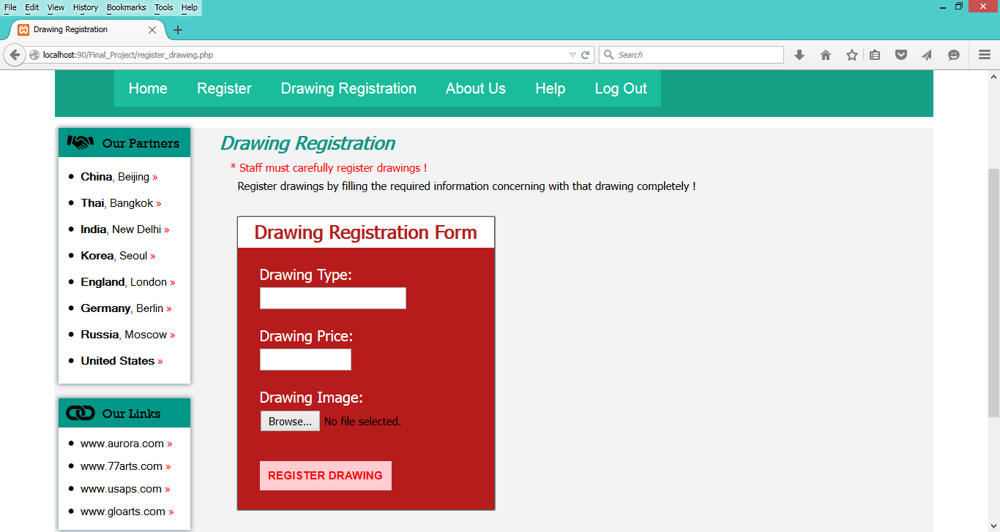 File Edit View History Bookmarks Tools Help
Drawing Registration
localhost:90/Final_Project/register_drawing.php
Search
Home Register Drawing Registration About Us Help Log Out
Our Partners
China, Beijing »
Thai, Bangkok »
India, New Delhi »
Korea, Seoul »
England, London »
Germany, Berlin »
Russia, Moscow »
United States »
Our Links
www.aurora.com »
www.77arts.com »
www.usaps.com »
www.gloarts.com »
Drawing Registration
* Staff must carefully register drawings !
Register drawings by filling the required information concerning with that drawing completely !
Drawing Registration Form
Drawing Type:
Drawing Price:
Drawing Image:
Browse... No file selected.
REGISTER DRAWING